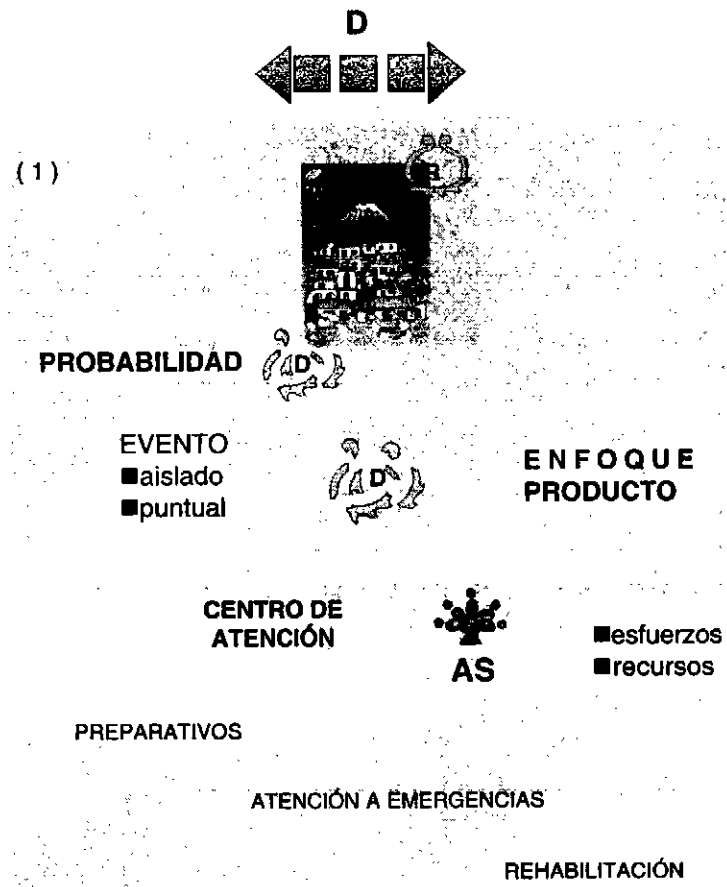 D
(1)
R
PROBABILIDAD
D
EVENTO
■aislado
■puntual
D
ENFOQUE
PRODUCTO
CENTRO DE
ATENCIÓN
AS
■esfuerzos
■recursos
PREPARATIVOS
ATENCIÓN A EMERGENCIAS
REHABILITACIÓN